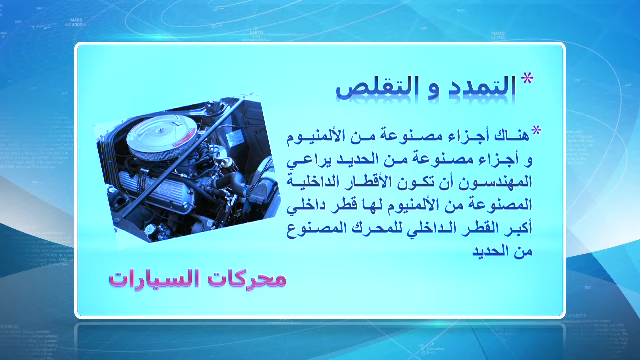 * التمدد و التقلص
* هناك أجزاء مصنوعة من الألمنيوم
و أجزاء مصنوعة من الحديد يراعي
المهندسون أن تكون الأقطار الداخلية
المصنوعة من الألمنيوم لها قطر داخلي
أكبر القطر الداخلي للمحرك المصنوع
من الحديد
محركات السيارات